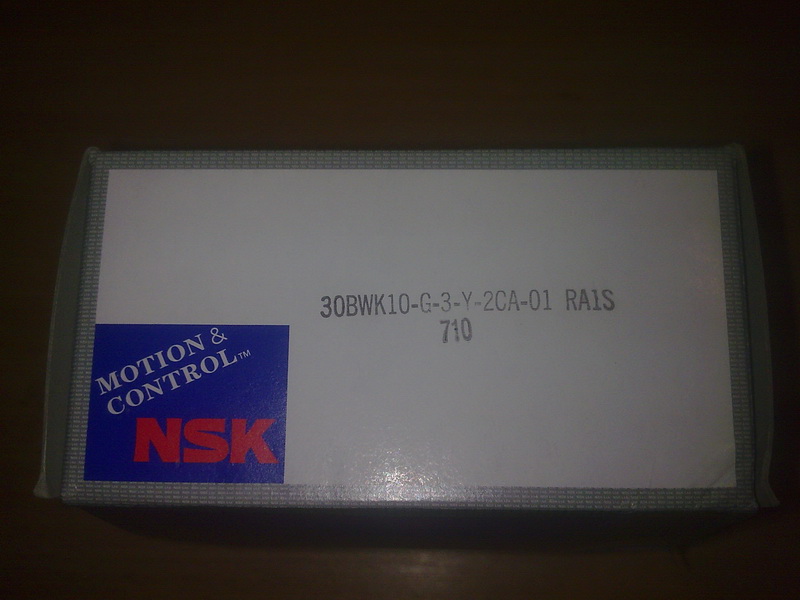 30BWK10-G-3-Y-2CA-01 RA1S
710
MOTION &
CONTROL™
NSK